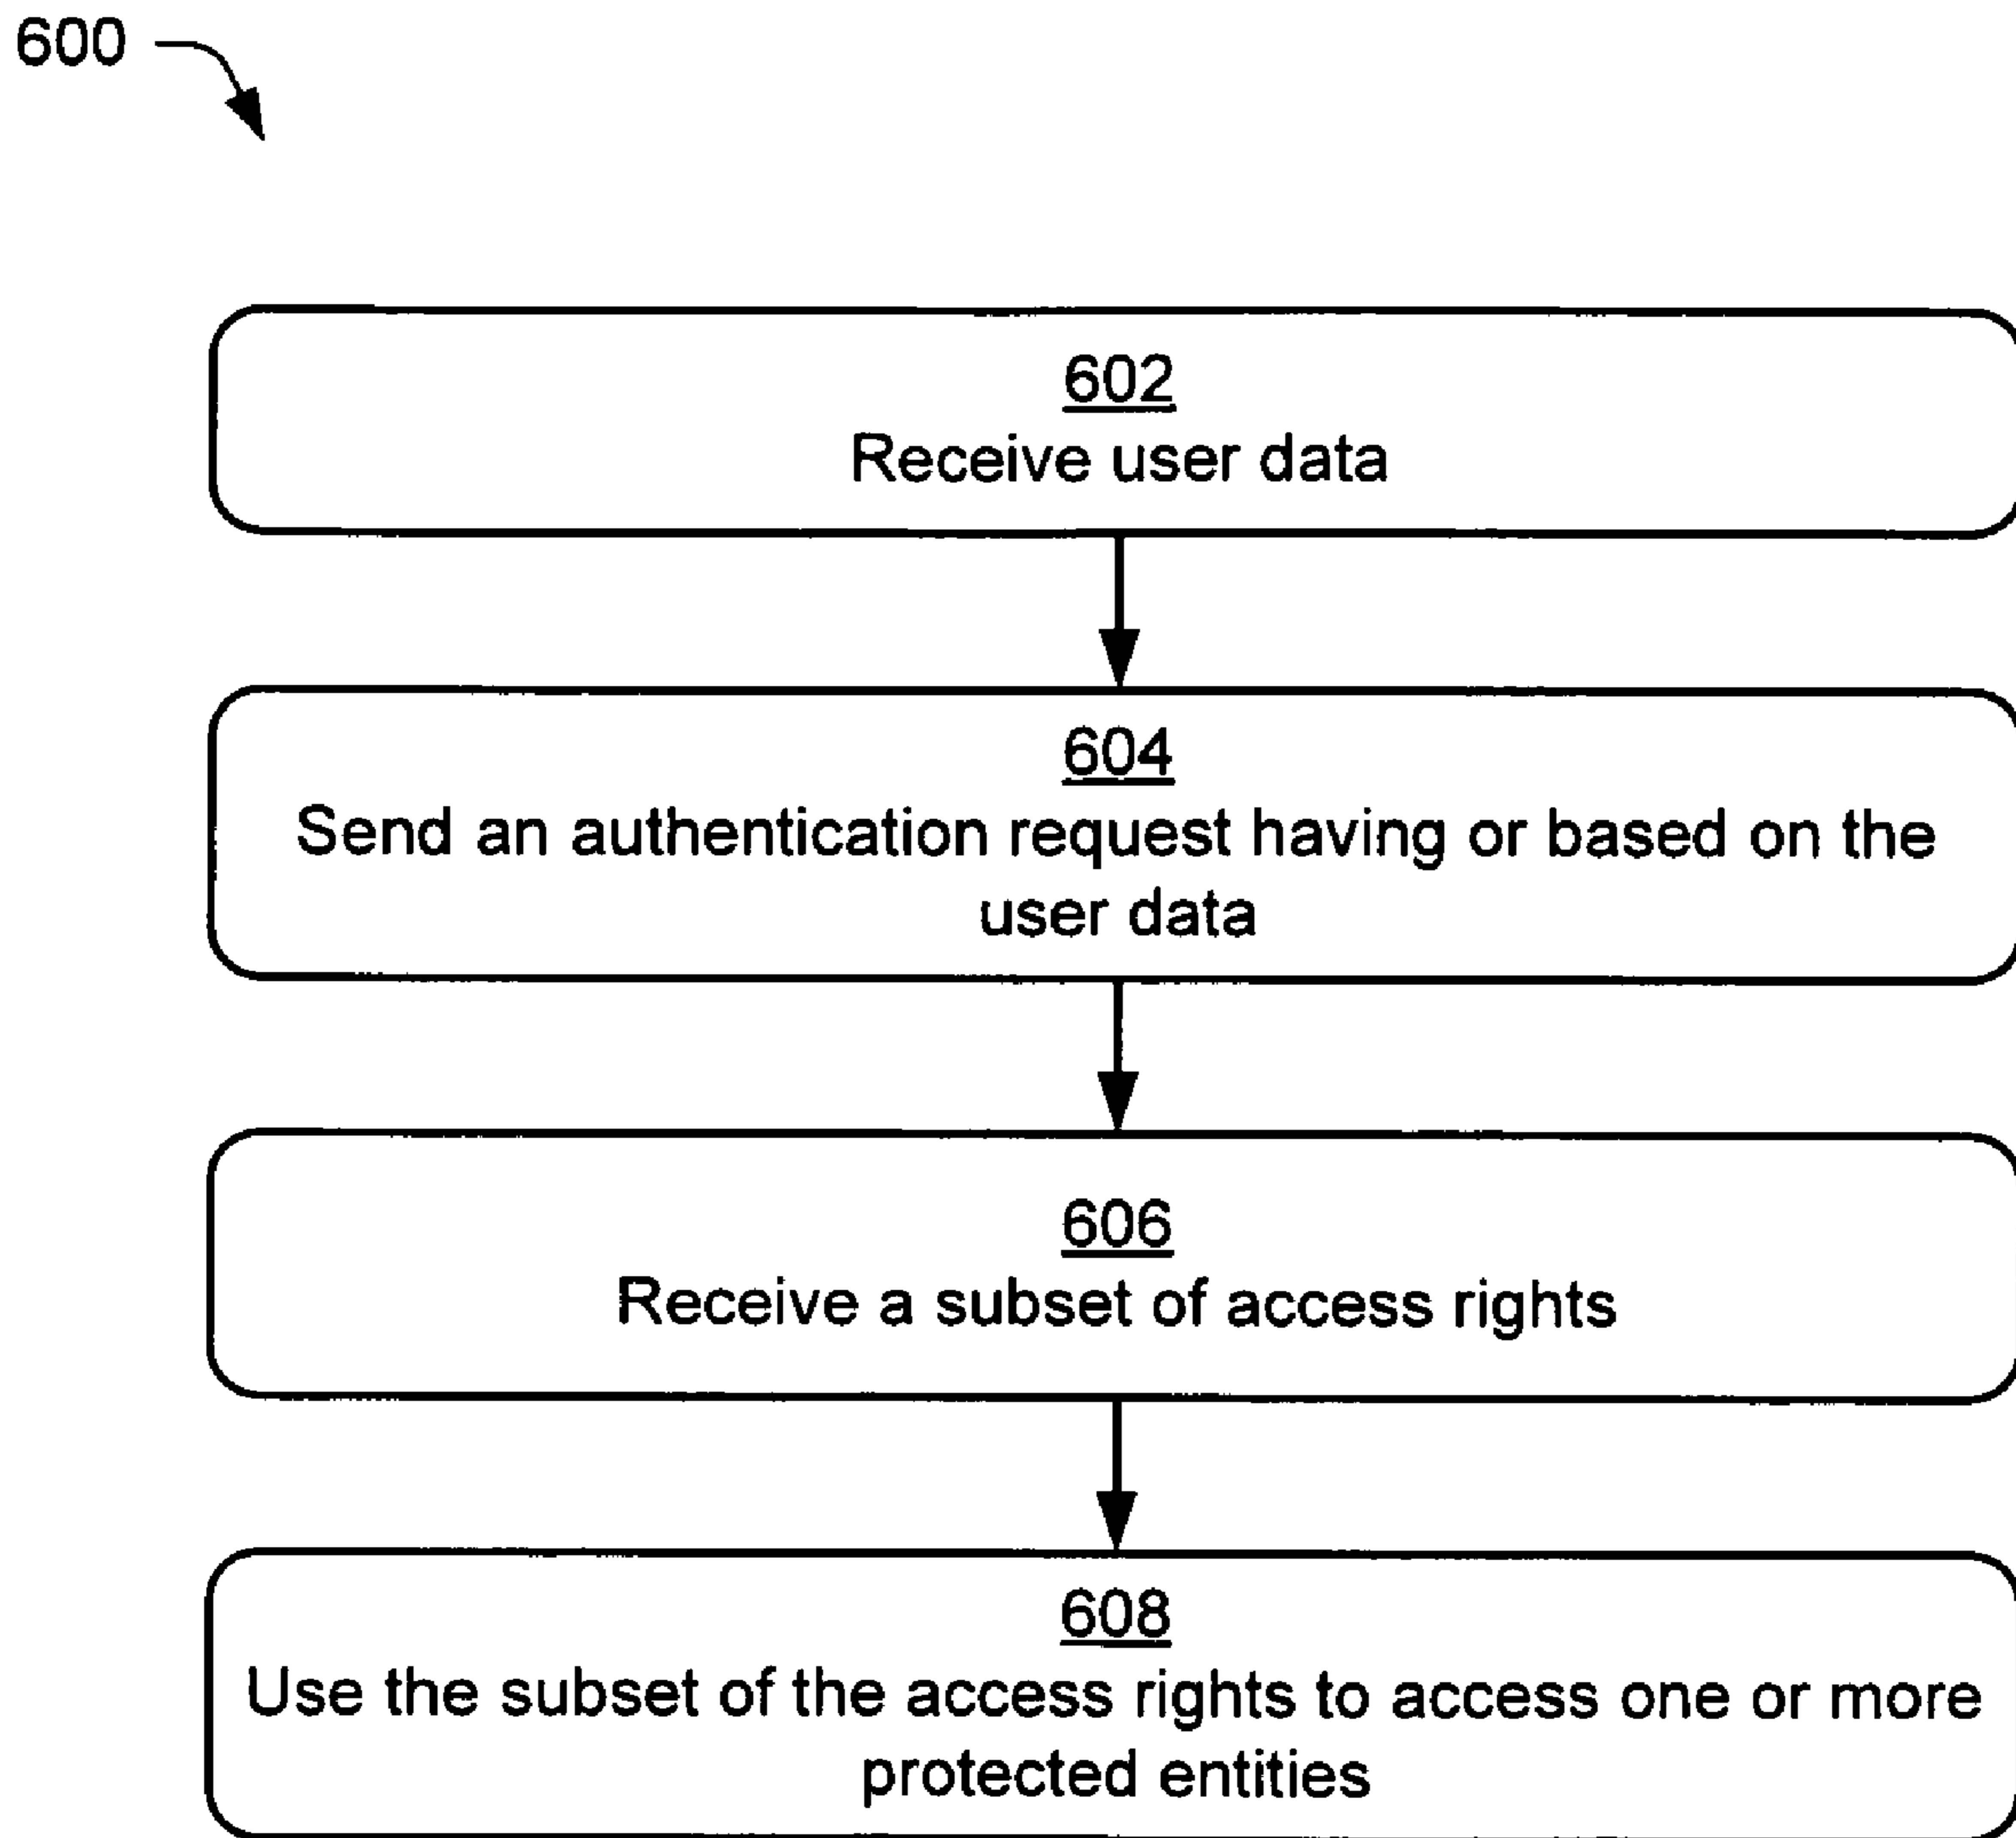 600
602
Receive user data
604
Send an authentication request having or based on the
user data
606
Receive a subset of access rights
608
Use the subset of the access rights to access one or more
protected entities